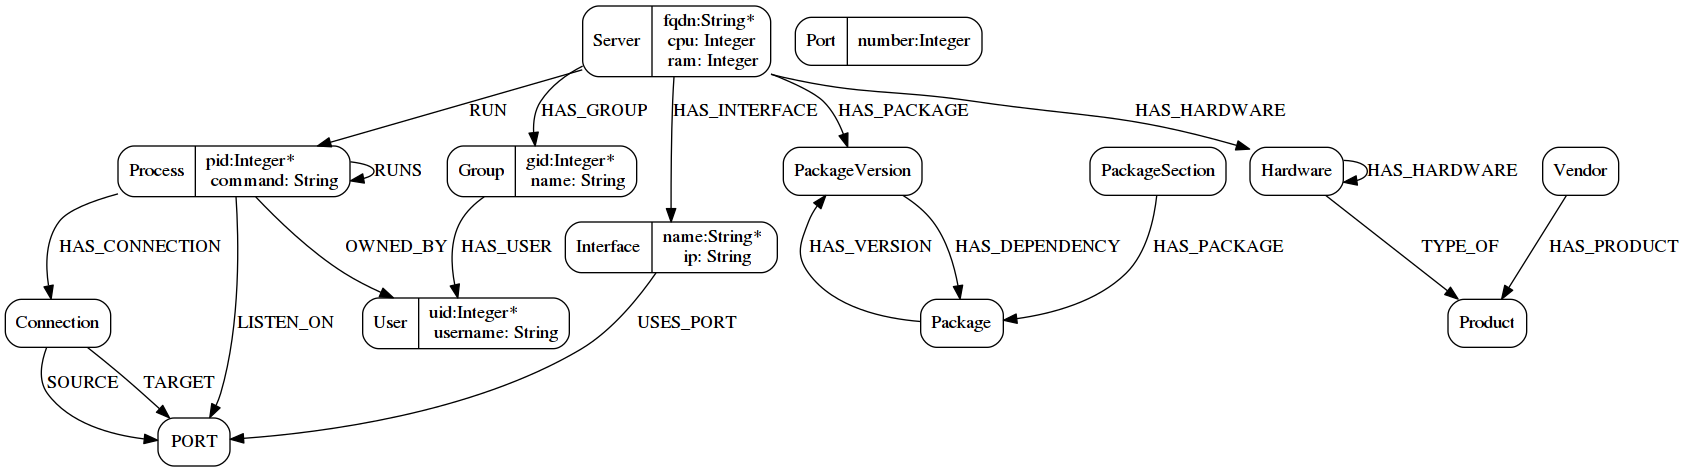 Server
fqdn:String*
cpu: Integer
ram: Integer
Port
number:Integer
RUN
HAS_GROUP
HAS_INTERFACE
HAS_PACKAGE
HAS_HARDWARE
Process
pid:Integer*
command: String
RUNS
Group
gid:Integer*
name: String
PackageVersion
PackageSection
Hardware
HAS_HARDWARE
Vendor
HAS_CONNECTION
OWNED_BY
HAS_USER
Interface
name:String*
ip: String
HAS_VERSION
HAS_DEPENDENCY
HAS_PACKAGE
TYPE_OF
HAS_PRODUCT
Connection
LISTEN_ON
User
uid:Integer*
username: String
USES_PORT
Package
Product
SOURCE
TARGET
PORT